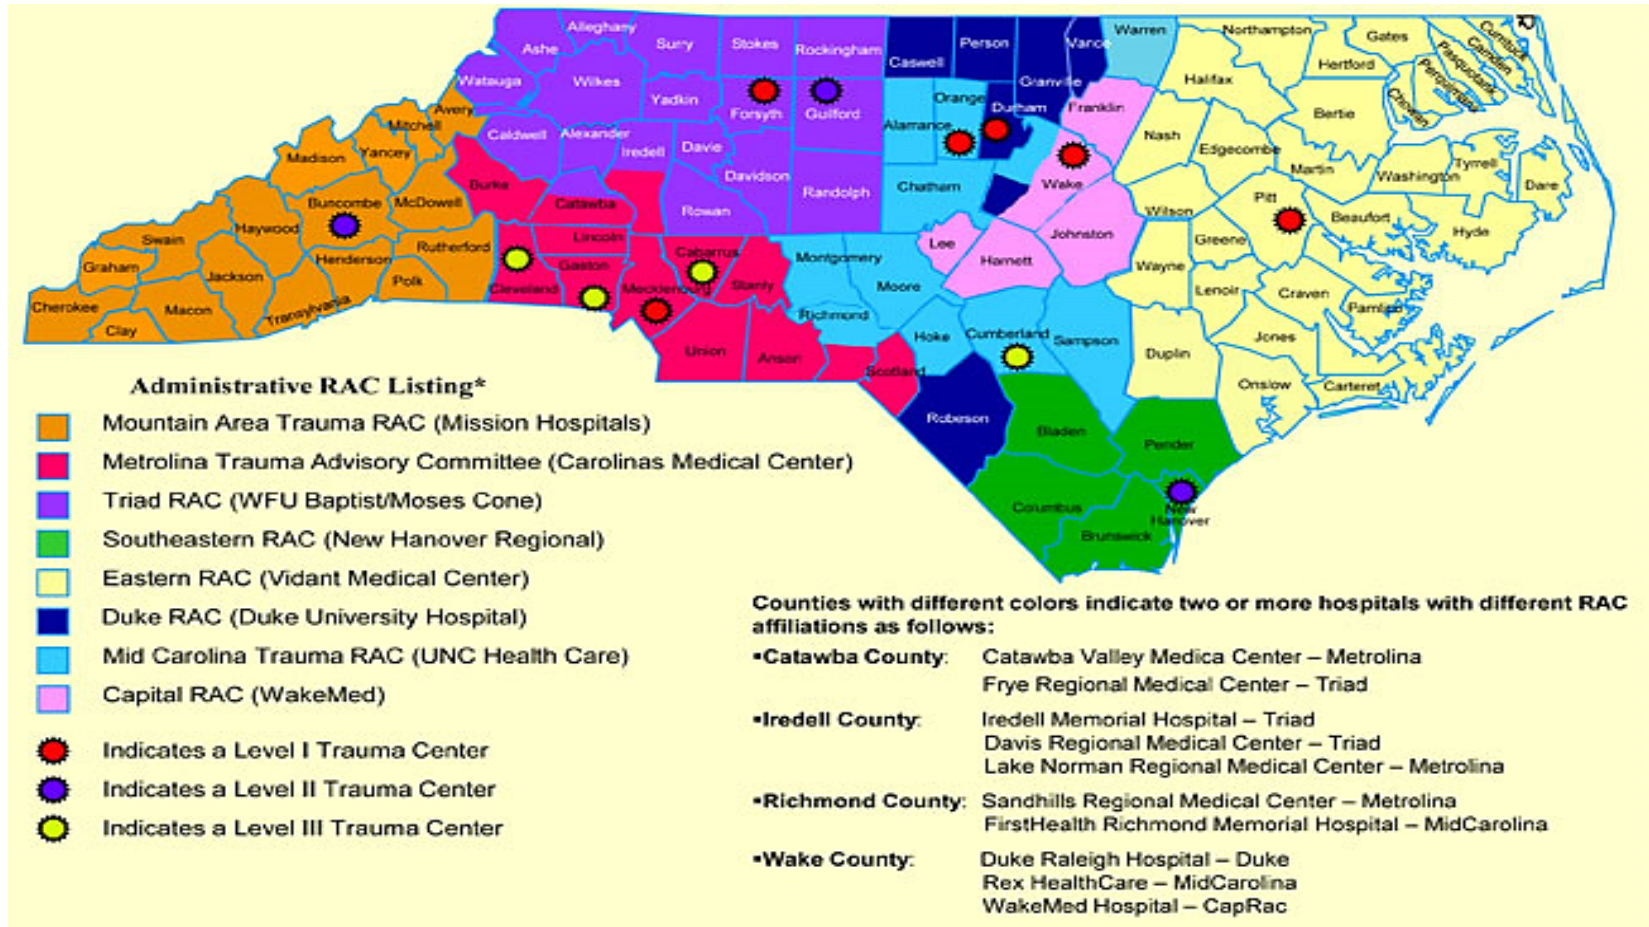 Alleghany
Ashe
Surry
Stokes
Rockingham
Caswell
Person
Vance
Warren
Granville
Northampton
Gates
Hertford
Currituck
Camden
Pasquotank
Perquimans
Chowan
Watauga
Wilkes
Yadkin
Forsyth
Guilford
Orange
Durham
Franklin
Halifax
Bertie
Avery
Mitchell
Caldwell
Alexander
Iredell
Davie
Alamance
Nash
Edgecombe
Martin
Madison
Yancey
Burke
Catawba
Davidson
Randolph
Chatham
Wake
Washington
Tyrrell
Dare
Buncombe
McDowell
Rowan
Wilson
Pitt
Beaufort
Hyde
Swain
Haywood
Rutherford
Lincoln
Cabarrus
Lee
Johnston
Greene
Graham
Jackson
Henderson
Polk
Cleveland
Gaston
Mecklenburg
Stanly
Montgomery
Moore
Harnett
Wayne
Lenoir
Craven
Pamlico
Cherokee
Clay
Macon
Transylvania
Union
Anson
Richmond
Scotland
Hoke
Cumberland
Sampson
Duplin
Jones
Onslow
Carteret
Robeson
Bladen
Pender
Columbus
New
Hanover
Brunswick
Administrative RAC Listing*
Mountain Area Trauma RAC (Mission Hospitals)
Metrolina Trauma Advisory Committee (Carolinas Medical Center)
Triad RAC (WFU Baptist/Moses Cone)
Southeastern RAC (New Hanover Regional)
Eastern RAC (Vidant Medical Center)
Duke RAC (Duke University Hospital)
Mid Carolina Trauma RAC (UNC Health Care)
Capital RAC (WakeMed)
Indicates a Level I Trauma Center
Indicates a Level II Trauma Center
Indicates a Level III Trauma Center
Counties with different colors indicate two or more hospitals with different RAC
affiliations as follows:
▪Catawba County: Catawba Valley Medica Center – Metrolina
Frye Regional Medical Center – Triad
▪Iredell County: Iredell Memorial Hospital – Triad
Davis Regional Medical Center – Triad
Lake Norman Regional Medical Center – Metrolina
▪Richmond County: Sandhills Regional Medical Center – Metrolina
FirstHealth Richmond Memorial Hospital – MidCarolina
▪Wake County: Duke Raleigh Hospital – Duke
Rex HealthCare – MidCarolina
WakeMed Hospital – CapRac